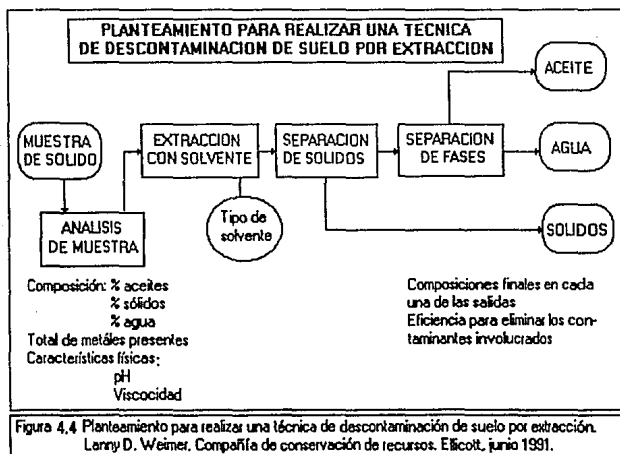 PLANTEAMIENTO PARA REALIZAR UNA TECNICA
DE DESCONTAMINACION DE SUELO POR EXTRACCION
ACEITE
MUESTRA
DE SOLIDO
EXTRACCION
CON SOLVENTE
SEPARACION
DE SOLIDOS
SEPARACION
DE FASES
AGUA
ANALISIS
DE MUESTRA
Tipo de
solvente
SOLIDOS
Composición: % aceites
% sólidos
% agua
Total de metáles presentes
Características físicas:
pH
Viscocidad
Composiciones finales en cada
una de las salidas
Eficiencia para eliminar los con-
taminantes involucrados
Figura 4.4 Planteamiento para realizar una técnica de descontaminación de suelo por extracción.
Lanny D. Weimer. Compañía de conservación de recursos. Ellicott, junio 1991.